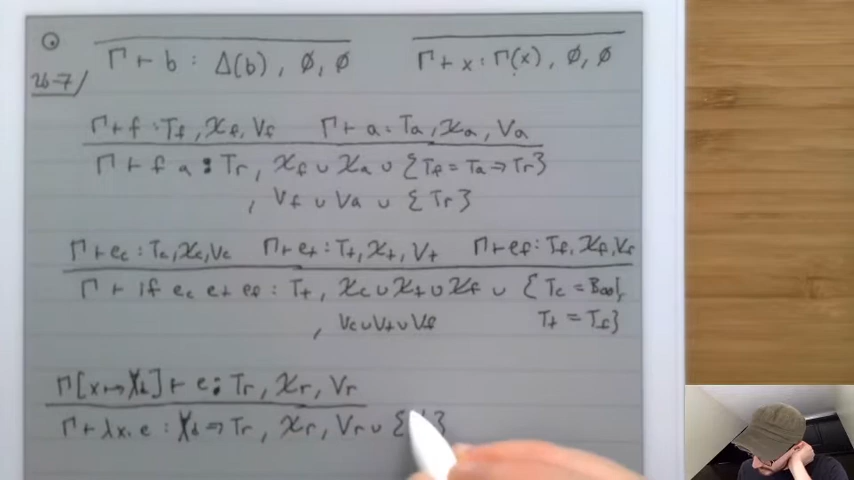 Γ ⊢ b : Δ(b), ∅, ∅    Γ ⊢ x : Γ(x), ∅, ∅
26-7/
Γ ⊢ f : Tf, Xf, Vf    Γ ⊢ a : Ta, Xa, Va
Γ ⊢ f a : Tr, Xf ∪ Xa ∪ {Tf = Ta ⇒ Tr}
, Vf ∪ Va ∪ {Tr}
Γ ⊢ ec : Tc, Xc, Vc    Γ ⊢ et : Tt, Xt, Vt    Γ ⊢ ef : Tf, Xf, Vf
Γ ⊢ if ec et ef : Tt, Xc ∪ Xt ∪ Xf ∪ {Tc = Bool,
, Vc ∪ Vt ∪ Vf    Tt = Tf}
Γ[x ↦ ] ⊢ e : Tr, Xr, Vr
Γ ⊢ λx. e : ⇒ Tr, Xr, Vr ∪ { }